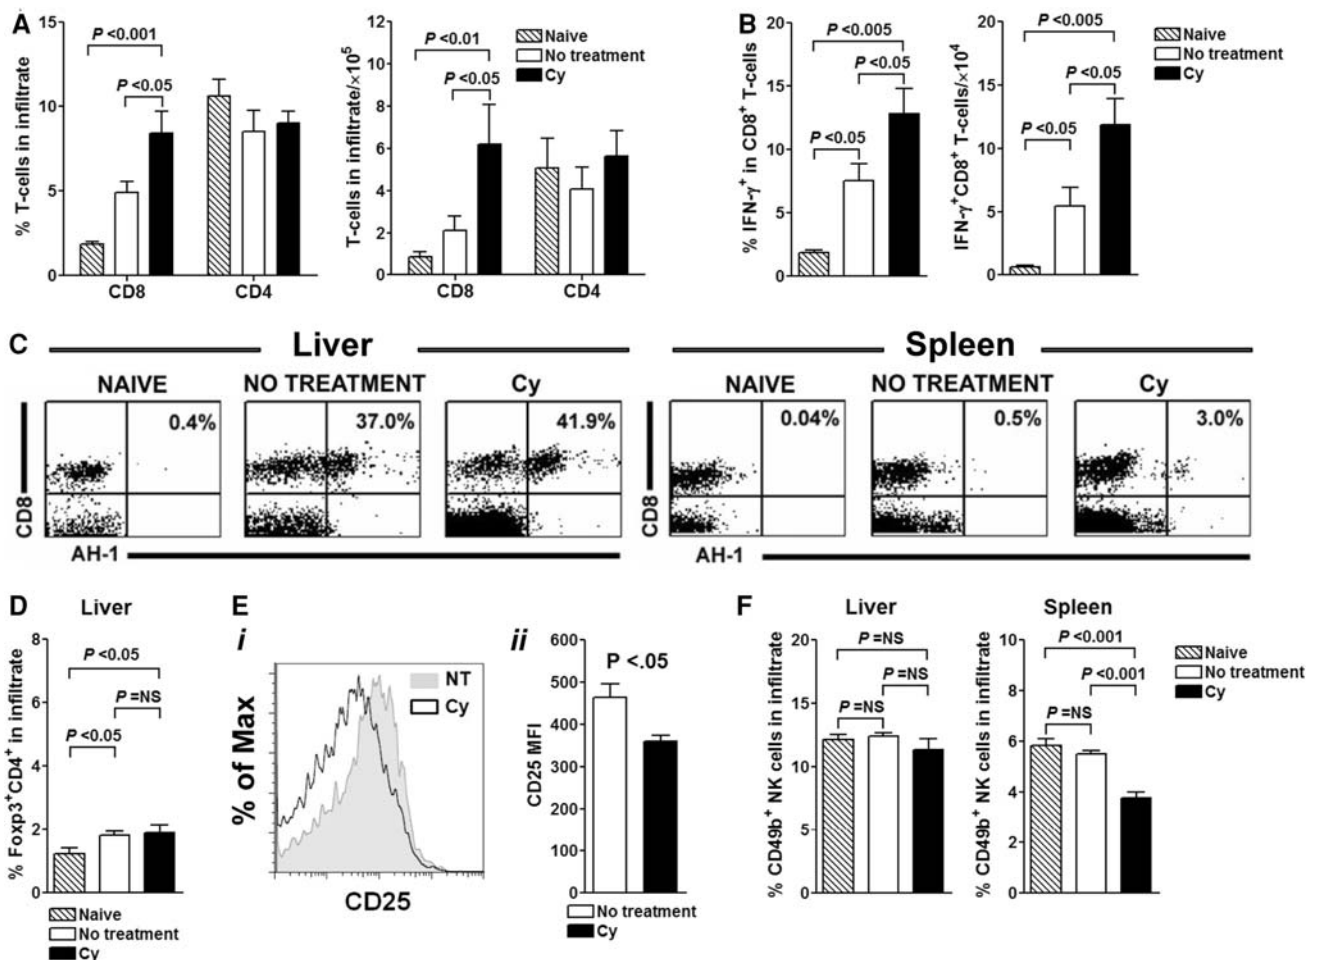 A
% T-cells in infiltrate
15
10
5
0
P <0.001
P <0.05
CD8
CD4
T-cells in infiltrate/×10⁵
12
10
8
6
4
2
0
P <0.01
P <0.05
CD8
CD4
Naive
No treatment
Cy
B
% IFN-γ⁺ in CD8⁺ T-cells
20
15
10
5
0
P <0.005
P <0.05
P <0.05
IFN-γ⁺CD8⁺ T-cells/×10⁴
20
15
10
5
0
P <0.005
P <0.05
P <0.05
Naive
No treatment
Cy
C
Liver
NAIVE
NO TREATMENT
Cy
0.4%
37.0%
41.9%
CD8
AH-1
Spleen
NAIVE
NO TREATMENT
Cy
0.04%
0.5%
3.0%
CD8
AH-1
D
Liver
% Foxp3⁺CD4⁺ in infiltrate
8
6
4
2
0
P <0.05
P =NS
P <0.05
Naive
No treatment
Cy
E
i
% of Max
NT
Cy
CD25
ii
CD25 MFI
600
500
400
300
200
100
0
P <.05
No treatment
Cy
F
Liver
% CD49b⁺ NK cells in infiltrate
20
15
10
5
0
P =NS
P =NS
P =NS
Spleen
% CD49b⁺ NK cells in infiltrate
10
8
6
4
2
0
P <0.001
P <0.001
P =NS
Naive
No treatment
Cy